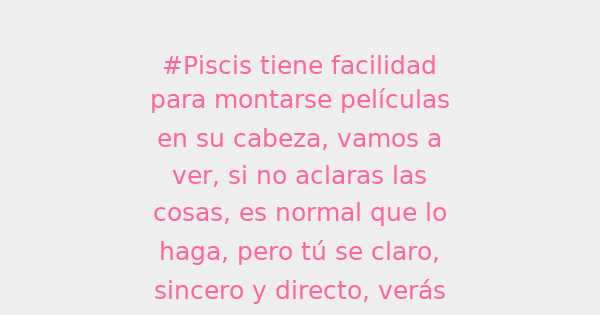 #Piscis tiene facilidad
para montarse películas
en su cabeza, vamos a
ver, si no aclaras las
cosas, es normal que lo
haga, pero tú se claro,
sincero y directo, verás